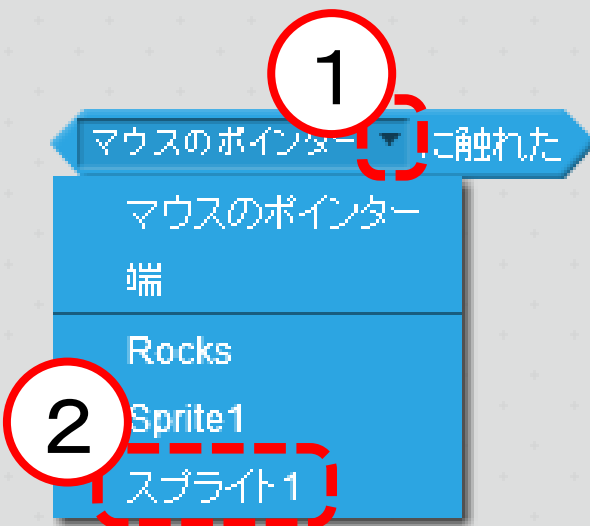 1
マウスのポインター ▼ に触れた
マウスのポインター
端
Rocks
2
Sprite1
スプライト1